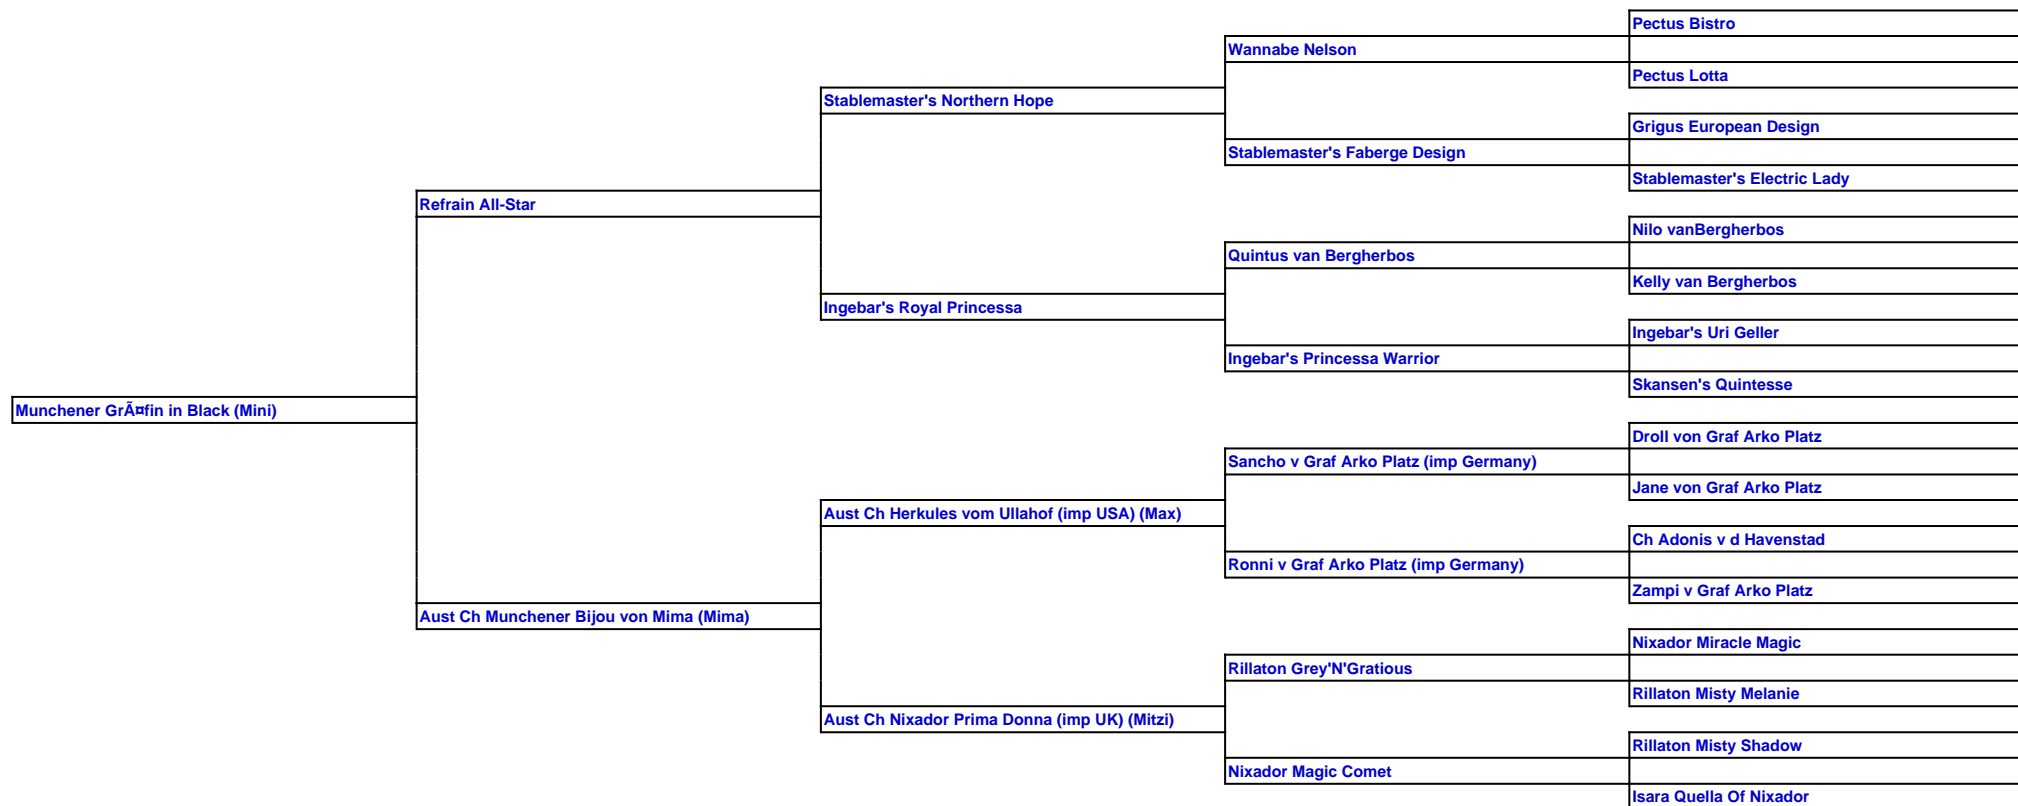 Pectus Bistro
Wannabe Nelson
Pectus Lotta
Stablemaster's Northern Hope
Grigus European Design
Stablemaster's Faberge Design
Stablemaster's Electric Lady
Refrain All-Star
Nilo vanBergherbos
Quintus van Bergherbos
Kelly van Bergherbos
Ingebar's Royal Princessa
Ingebar's Uri Geller
Ingebar's Princessa Warrior
Skansen's Quintesse
Munchener GrÃ¤fin in Black (Mini)
Droll von Graf Arko Platz
Sancho v Graf Arko Platz (imp Germany)
Jane von Graf Arko Platz
Aust Ch Herkules vom Ullahof (imp USA) (Max)
Ch Adonis v d Havenstad
Ronni v Graf Arko Platz (imp Germany)
Zampi v Graf Arko Platz
Aust Ch Munchener Bijou von Mima (Mima)
Nixador Miracle Magic
Rillaton Grey'N'Gratious
Rillaton Misty Melanie
Aust Ch Nixador Prima Donna (imp UK) (Mitzi)
Rillaton Misty Shadow
Nixador Magic Comet
Isara Quella Of Nixador